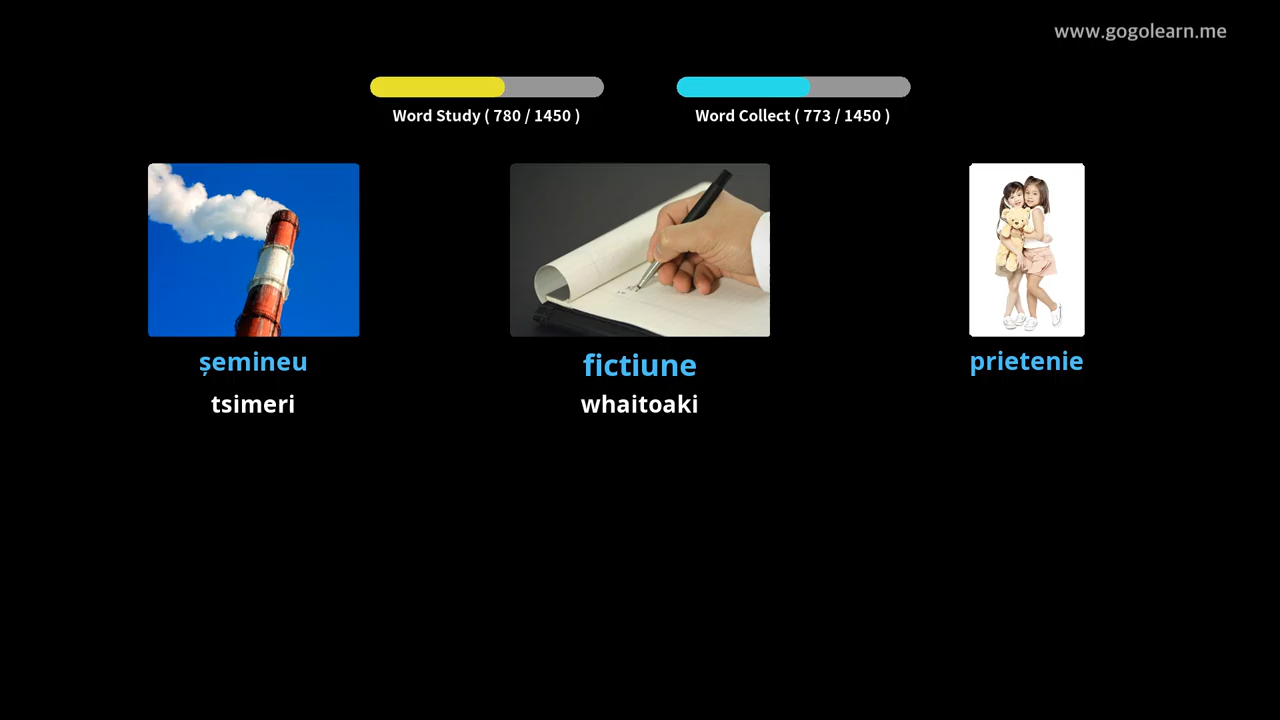 www.gogolearn.me
Word Study ( 780 / 1450 )
Word Collect ( 773 / 1450 )
șemineu
fictiune
prietenie
tsimeri
whaitoaki